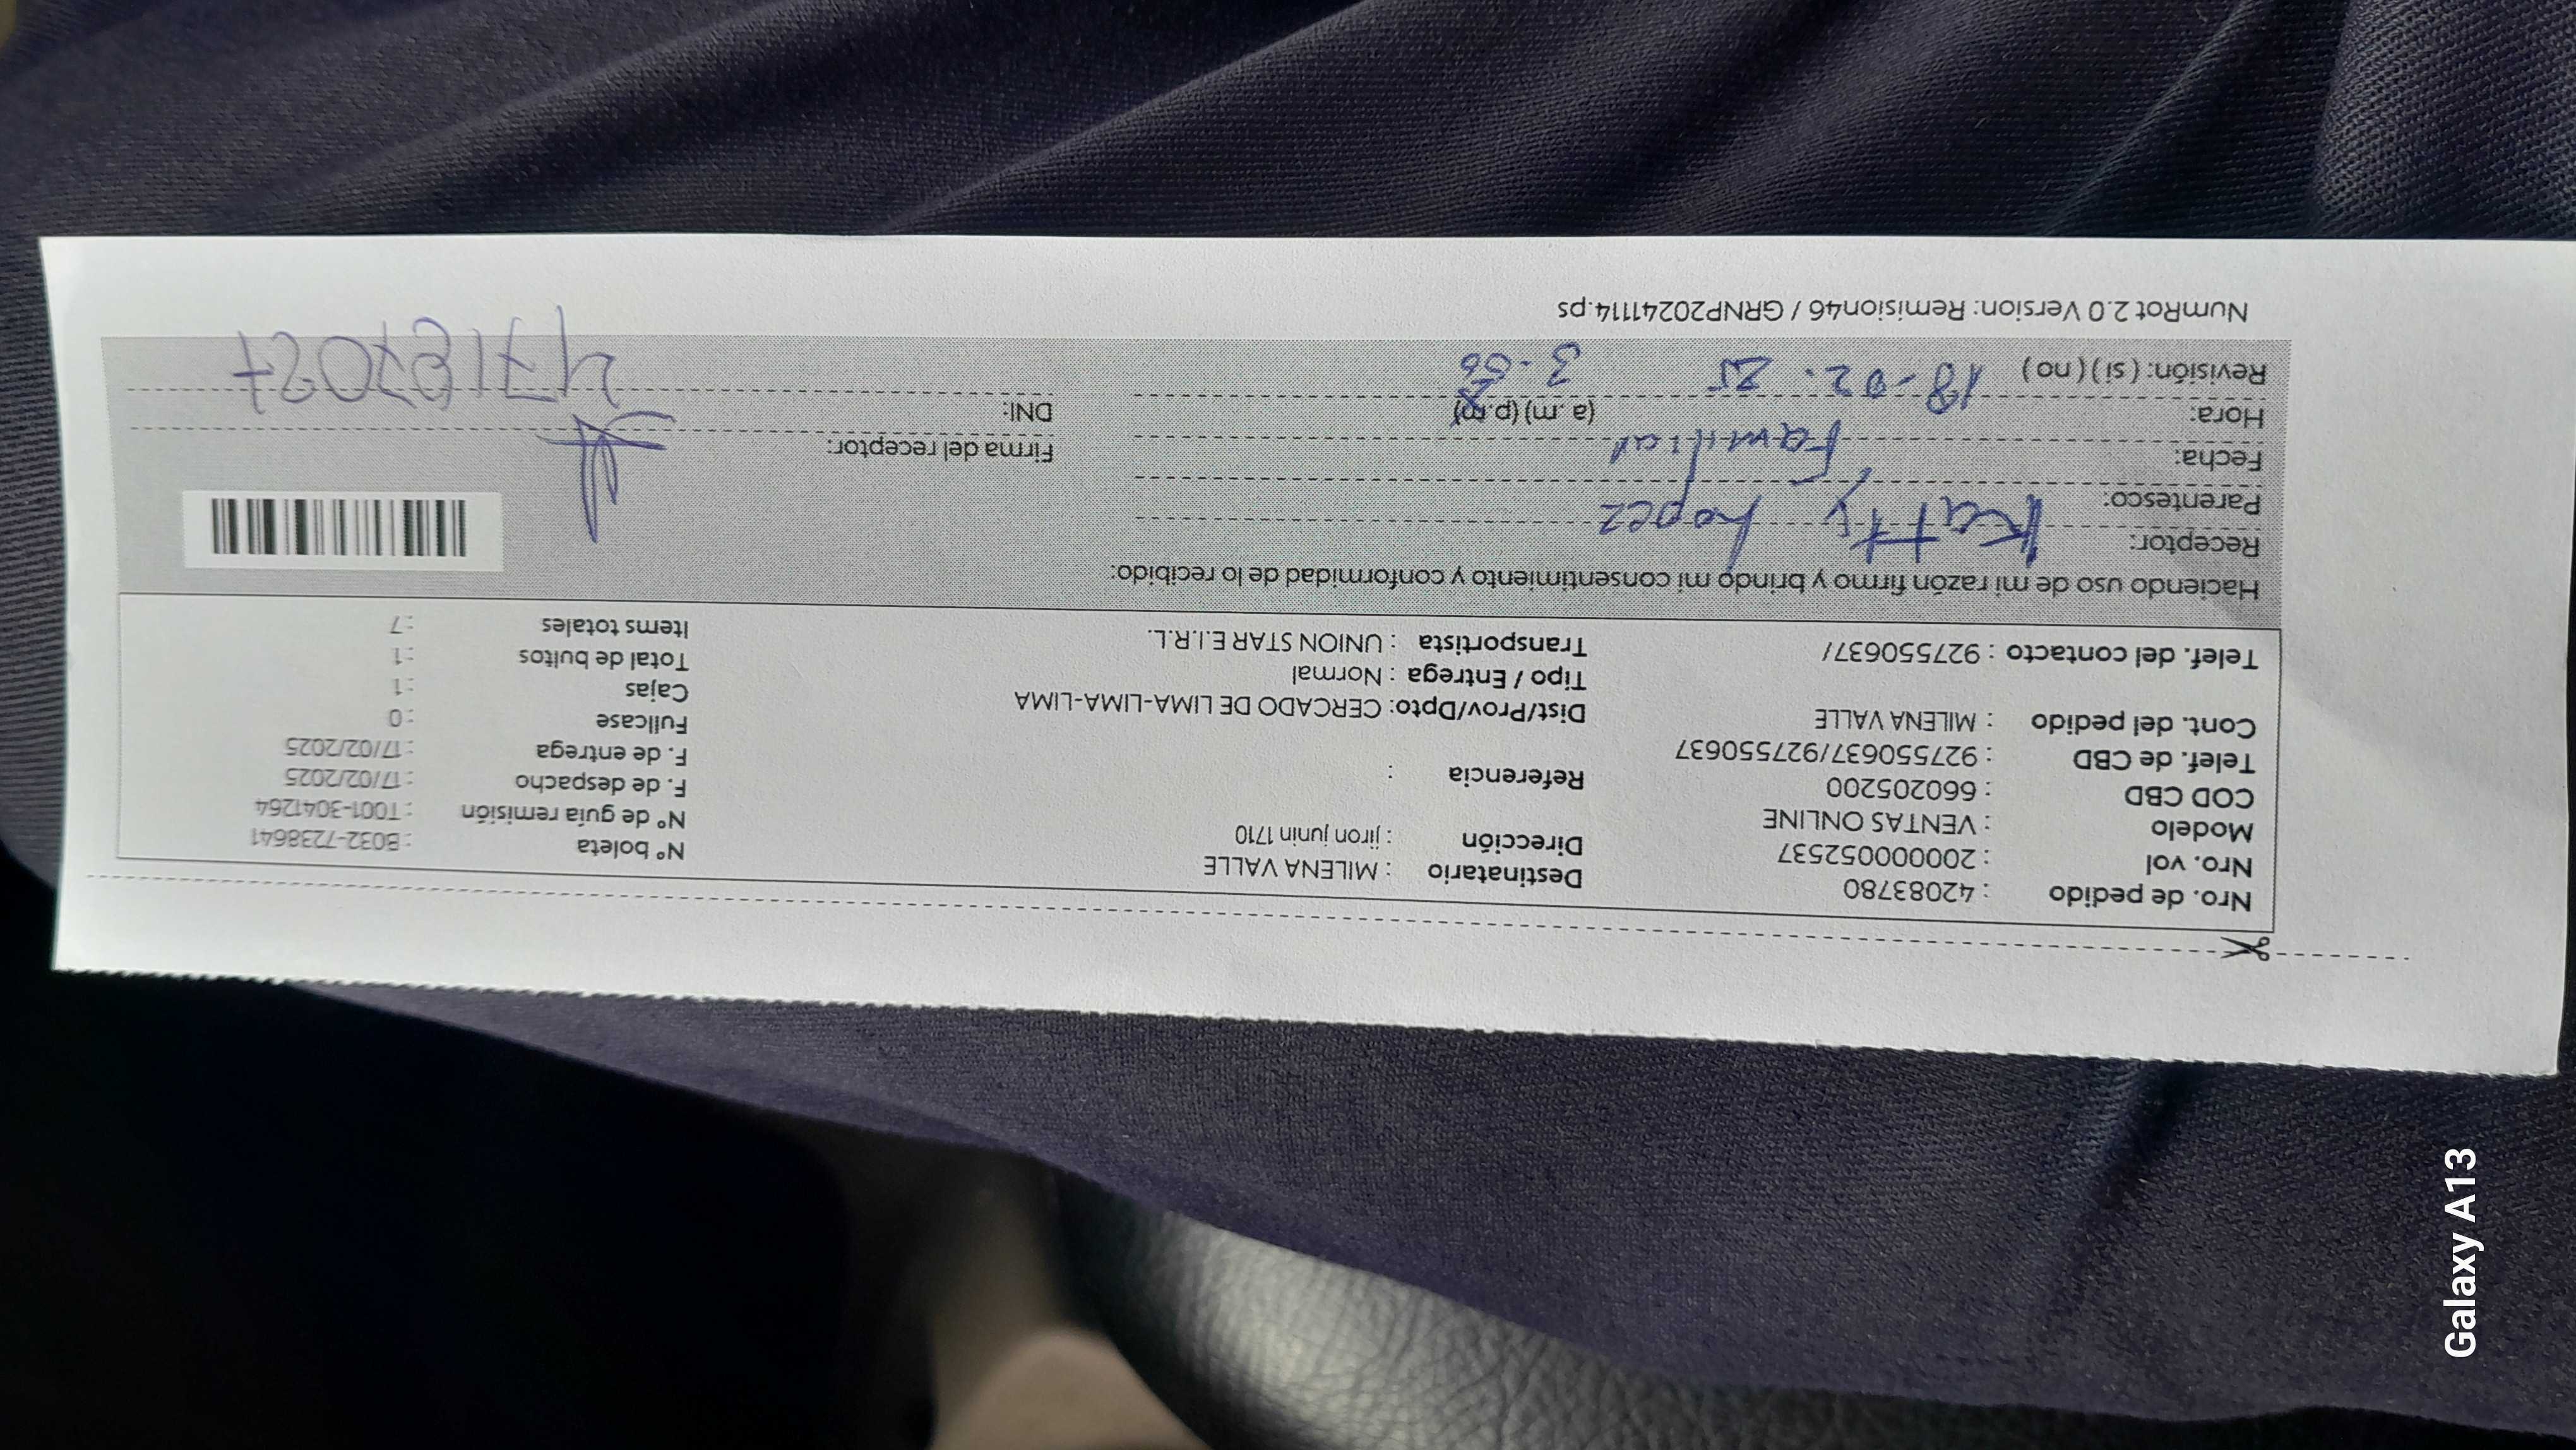 Nro. de pedido : 42083780
Nro. vol : 20000052537
Modelo : VENTAS ONLINE
COD CBD : 660205200
Telef. de CBD : 927550637/927550637
Cont. del pedido : MILENA VALLE
Telef. del contacto : 927550637/
Destinatario : MILENA VALLE
Dirección : jiron junin 1710
Referencia :
Dist/Prov/Dpto: CERCADO DE LIMA-LIMA-LIMA
Tipo / Entrega : Normal
Transportista : UNION STAR E.I.R.L.
N° boleta : B032-7238641
N° de guía remisión : T001-3041264
F. de despacho : 17/02/2025
F. de entrega : 17/02/2025
Fullcase : 0
Cajas : 1
Total de bultos : 1
Items totales : 7
Haciendo uso de mi razón firmo y brindo mi consentimiento y conformidad de lo recibido:
Receptor: Katty Lopez
Parentesco: Familiar
Fecha:
Hora: (a.m) (p.m)
Revisión: ( si ) ( no ) 18-02. 25 3-
Firma del receptor:
DNI:
NumRot 2.0 Version: Remision46 / GRNP20241114.ps
Galaxy A13